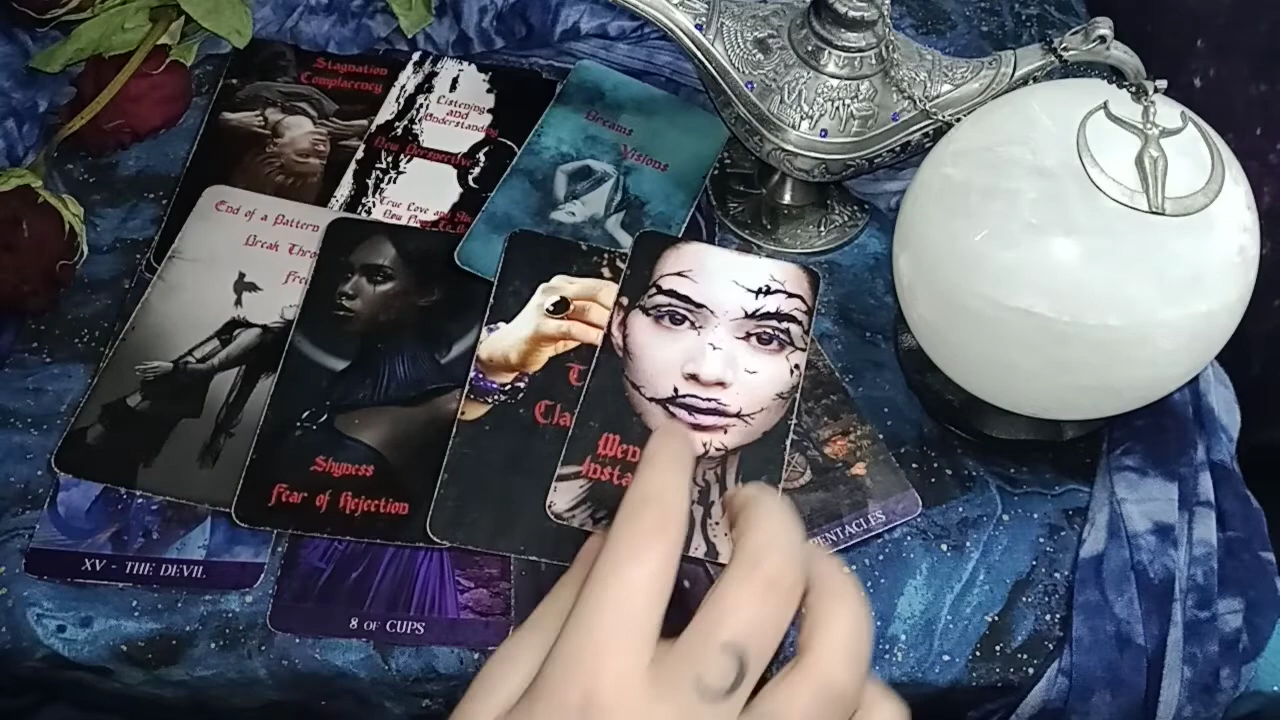 Stagnation
Complacency
Listening
and
Understanding
New Perspective
True Love and
Dreams
Visions
End of a Pattern
Break
Shyness
Fear of Rejection
XV - THE DEVIL
8 OF CUPS
PENTACLES